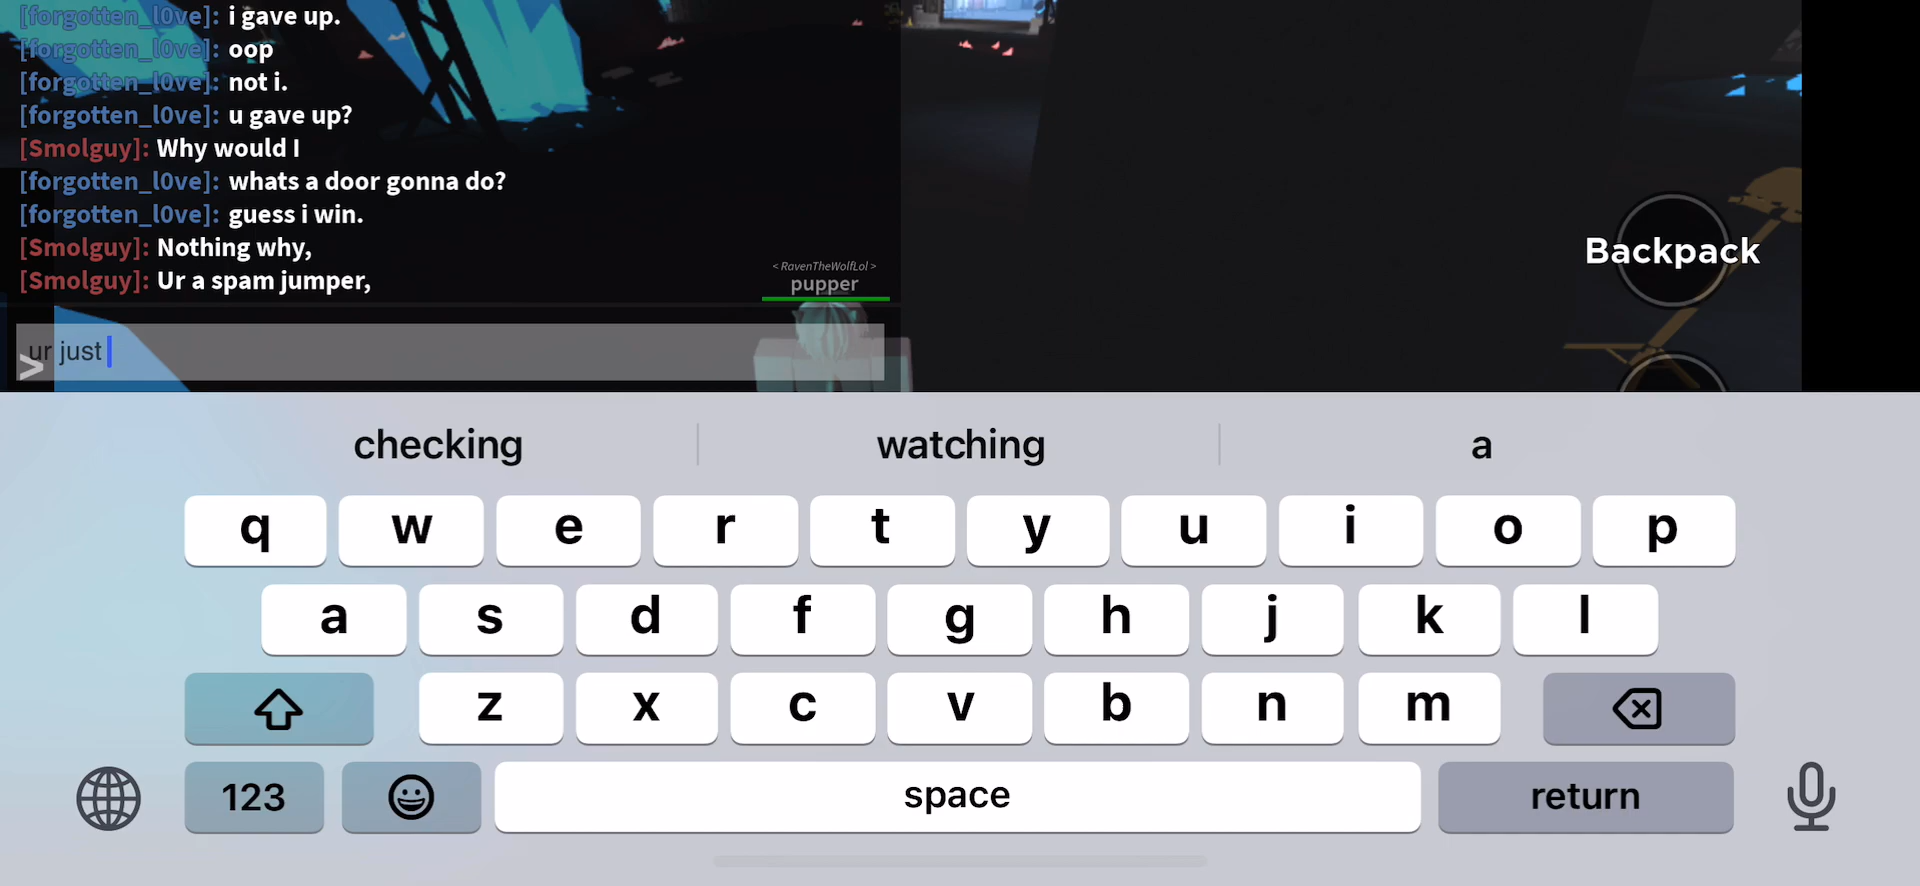 [forgotten_l0ve]: i gave up.
[forgotten_l0ve]: oop
[forgotten_l0ve]: not i.
[forgotten_l0ve]: u gave up?
[Smolguy]: Why would I
[forgotten_l0ve]: whats a door gonna do?
[forgotten_l0ve]: guess i win.
[Smolguy]: Nothing why,
[Smolguy]: Ur a spam jumper,
< RavenTheWolfLol >
pupper
Backpack
ur just
>
checking watching a
q w e r t y u i o p
a s d f g h j k l
z x c v b n m
123 space return